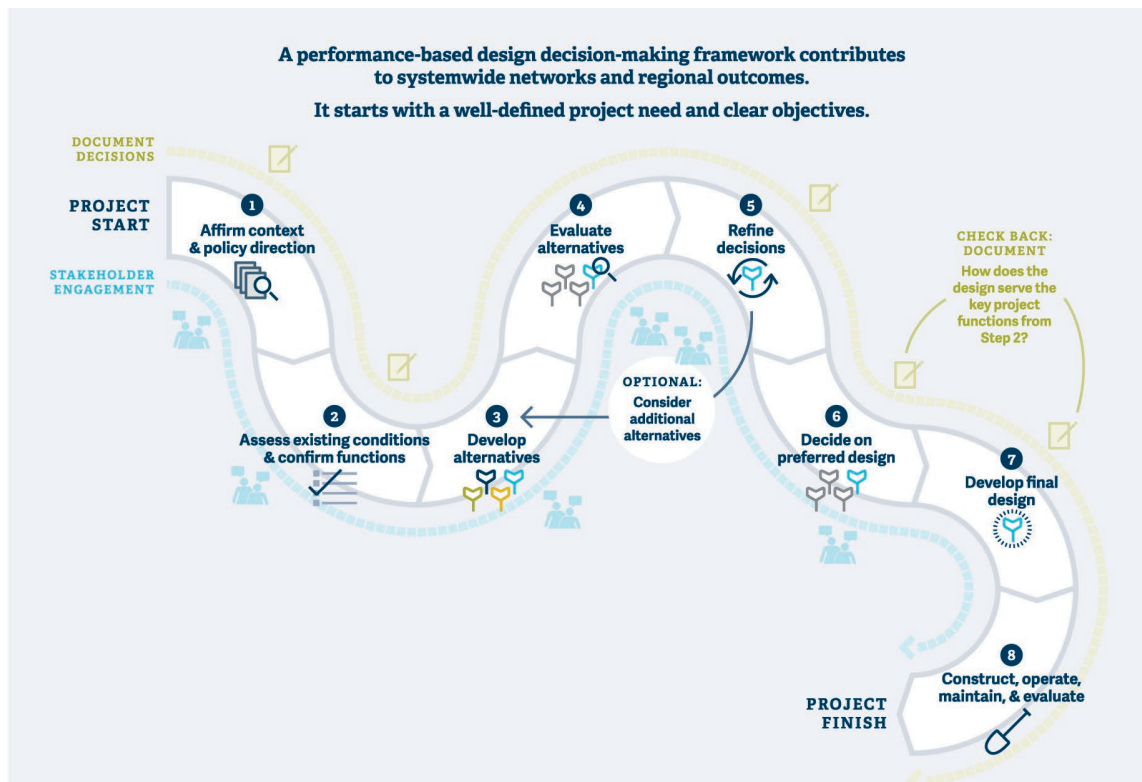 A performance-based design decision-making framework contributes
to systemwide networks and regional outcomes.
It starts with a well-defined project need and clear objectives.
DOCUMENT
DECISIONS
PROJECT
START
STAKEHOLDER
ENGAGEMENT
1
Affirm context
& policy direction
2
Assess existing conditions
& confirm functions
3
Develop
alternatives
4
Evaluate
alternatives
5
Refine
decisions
OPTIONAL:
Consider
additional
alternatives
6
Decide on
preferred design
CHECK BACK:
DOCUMENT
How does the
design serve the
key project
functions from
Step 2?
7
Develop final
design
8
Construct, operate,
maintain, & evaluate
PROJECT
FINISH